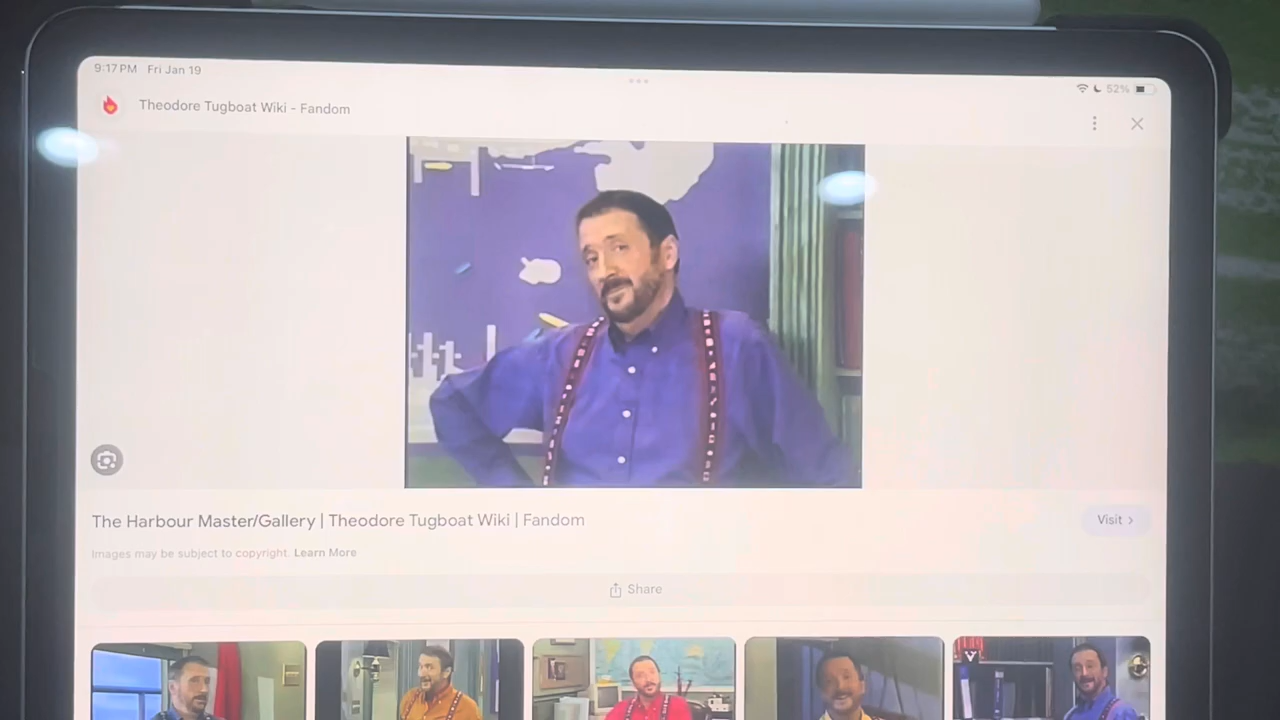 9:17 PM Fri Jan 19
52%
Theodore Tugboat Wiki - Fandom
The Harbour Master/Gallery | Theodore Tugboat Wiki | Fandom
Visit >
Images may be subject to copyright. Learn More
Share